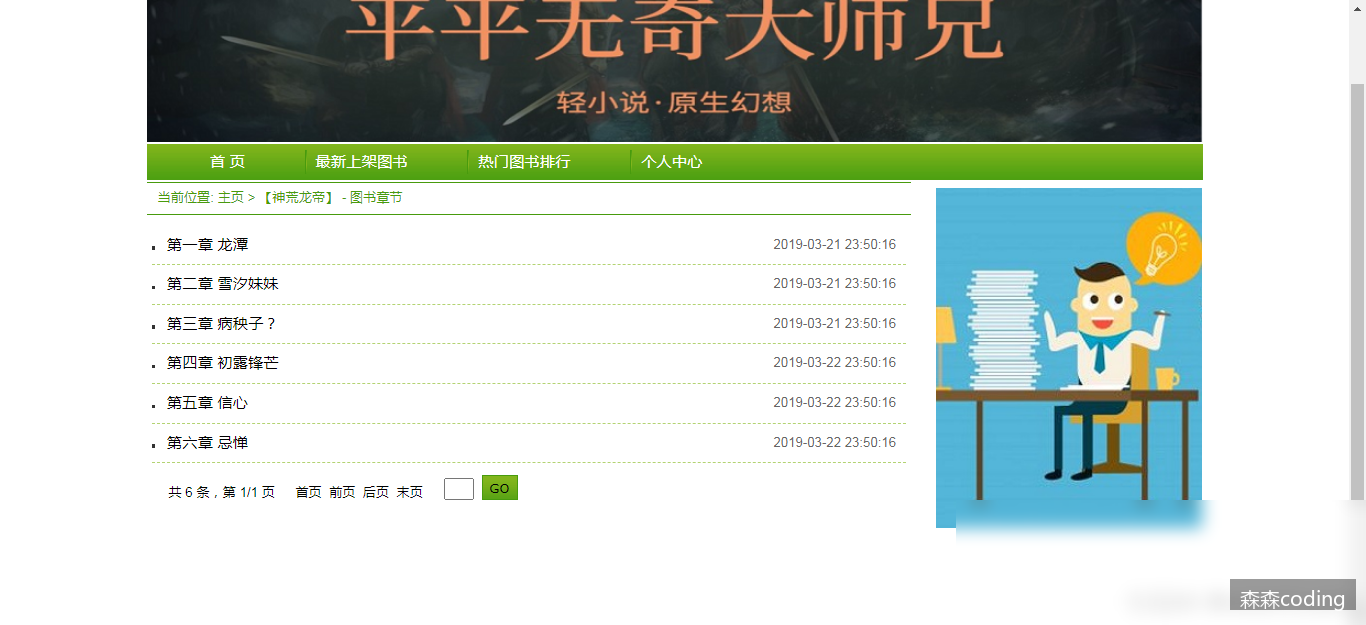 平平无奇大师兄
轻小说·原生幻想
首 页 最新上架图书 热门图书排行 个人中心
当前位置: 主页 > 【神荒龙帝】 - 图书章节
第一章 龙潭 2019-03-21 23:50:16
第二章 雪汐妹妹 2019-03-21 23:50:16
第三章 病秧子？ 2019-03-21 23:50:16
第四章 初露锋芒 2019-03-22 23:50:16
第五章 信心 2019-03-22 23:50:16
第六章 忌惮 2019-03-22 23:50:16
共 6 条，第 1/1 页 首页 前页 后页 末页 GO
森森coding